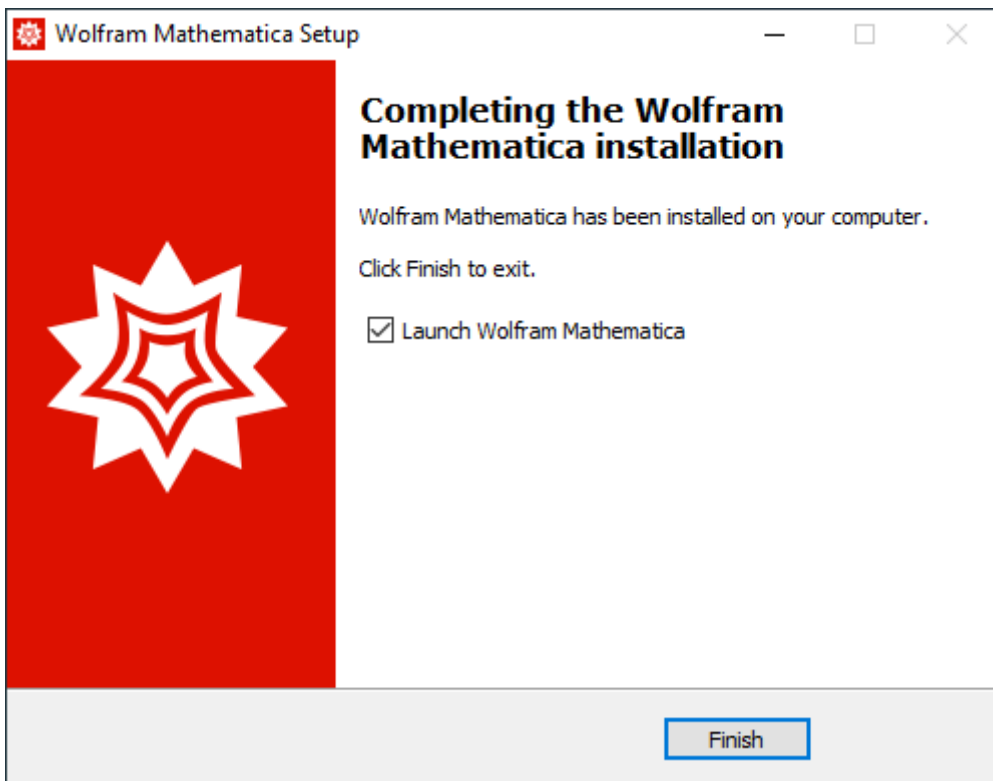 Wolfram Mathematica Setup
Completing the Wolfram
Mathematica installation
Wolfram Mathematica has been installed on your computer.
Click Finish to exit.
Launch Wolfram Mathematica
Finish